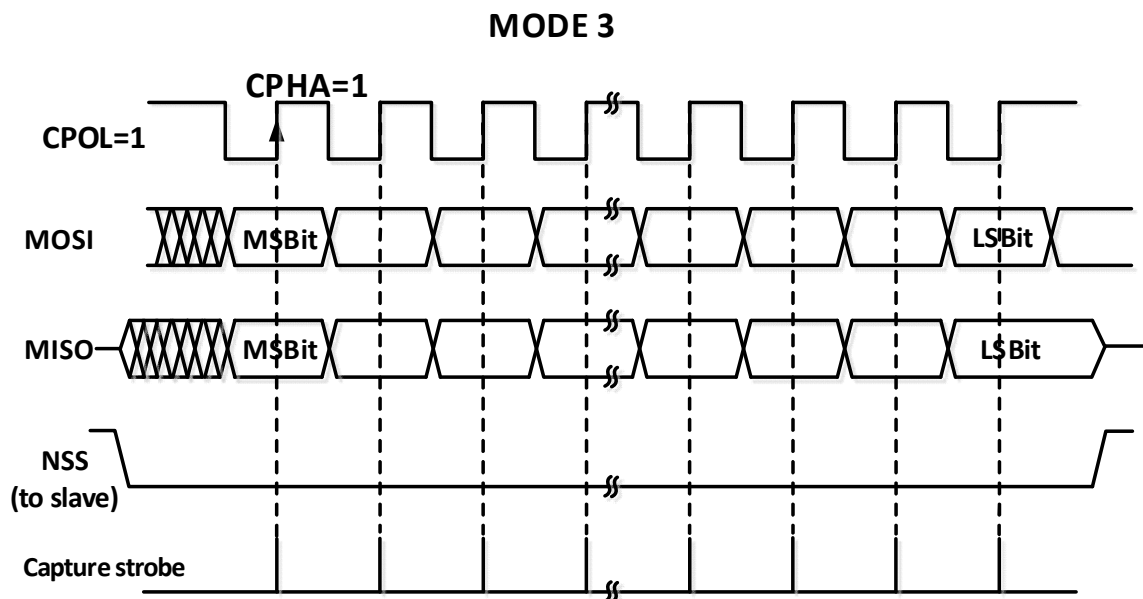 MODE 3
CPHA=1
CPOL=1
MOSI
MSBit
LSBit
MISO
MSBit
LSBit
NSS
(to slave)
Capture strobe